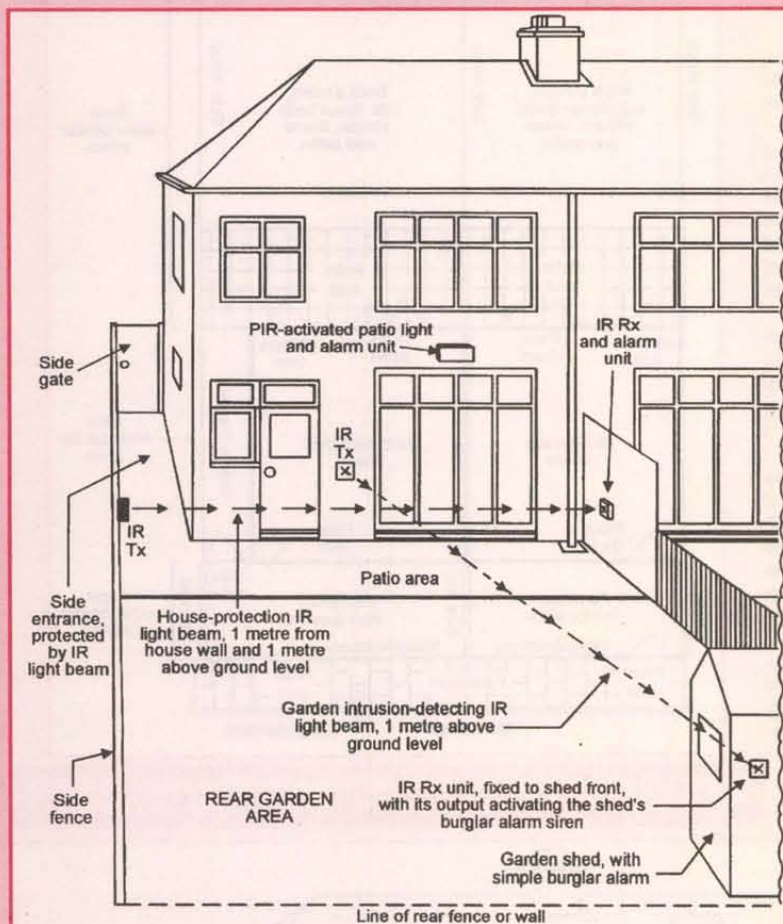 PIR-activated patio light
and alarm unit
IR Rx
and alarm
unit
Side
gate
IR
Tx
IR
Tx
Patio area
Side
entrance,
protected
by IR
light beam
House-protection IR
light beam, 1 metre from
house wall and 1 metre
above ground level
Garden intrusion-detecting IR
light beam, 1 metre above
ground level
Side
fence
REAR GARDEN
AREA
IR Rx unit, fixed to shed front,
with its output activating the shed's
burglar alarm siren
Garden shed, with
simple burglar alarm
Line of rear fence or wall